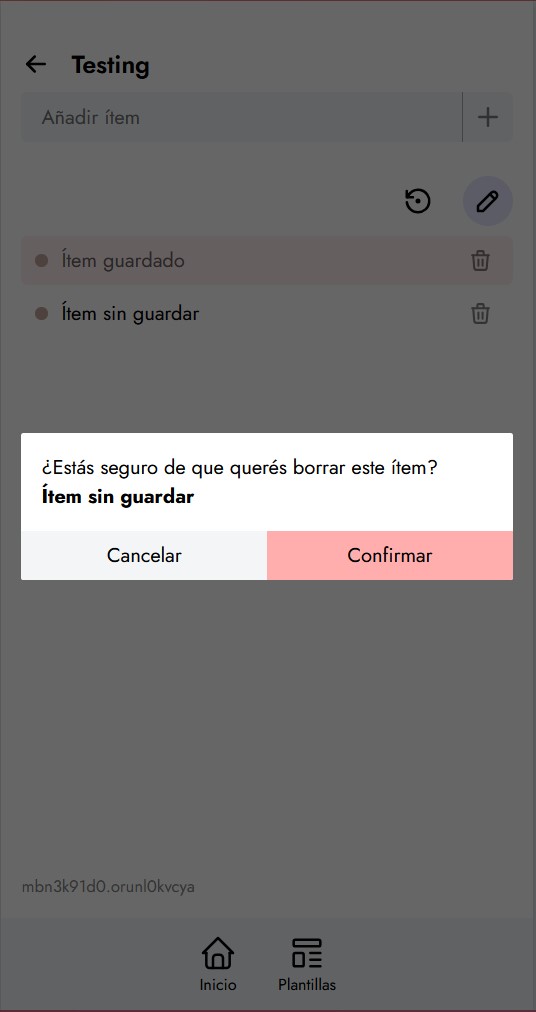 Testing
Añadir ítem
Ítem guardado
Ítem sin guardar
¿Estás seguro de que querés borrar este ítem?
Ítem sin guardar
Cancelar
Confirmar
mbn3k91d0.orunl0kvcya
Inicio
Plantillas